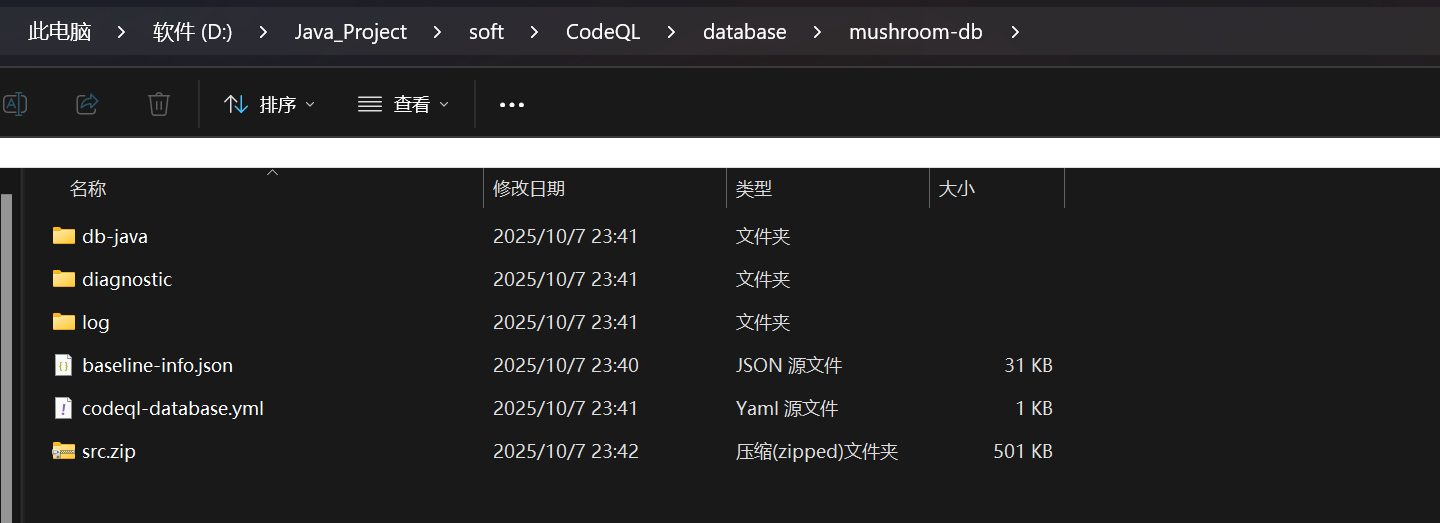 此电脑 > 软件 (D:) > Java_Project > soft > CodeQL > database > mushroom-db >
排序 查看 •••
名称 修改日期 类型 大小
db-java 2025/10/7 23:41 文件夹
diagnostic 2025/10/7 23:41 文件夹
log 2025/10/7 23:41 文件夹
baseline-info.json 2025/10/7 23:40 JSON 源文件 31 KB
codeql-database.yml 2025/10/7 23:41 Yaml 源文件 1 KB
src.zip 2025/10/7 23:42 压缩(zipped)文件夹 501 KB